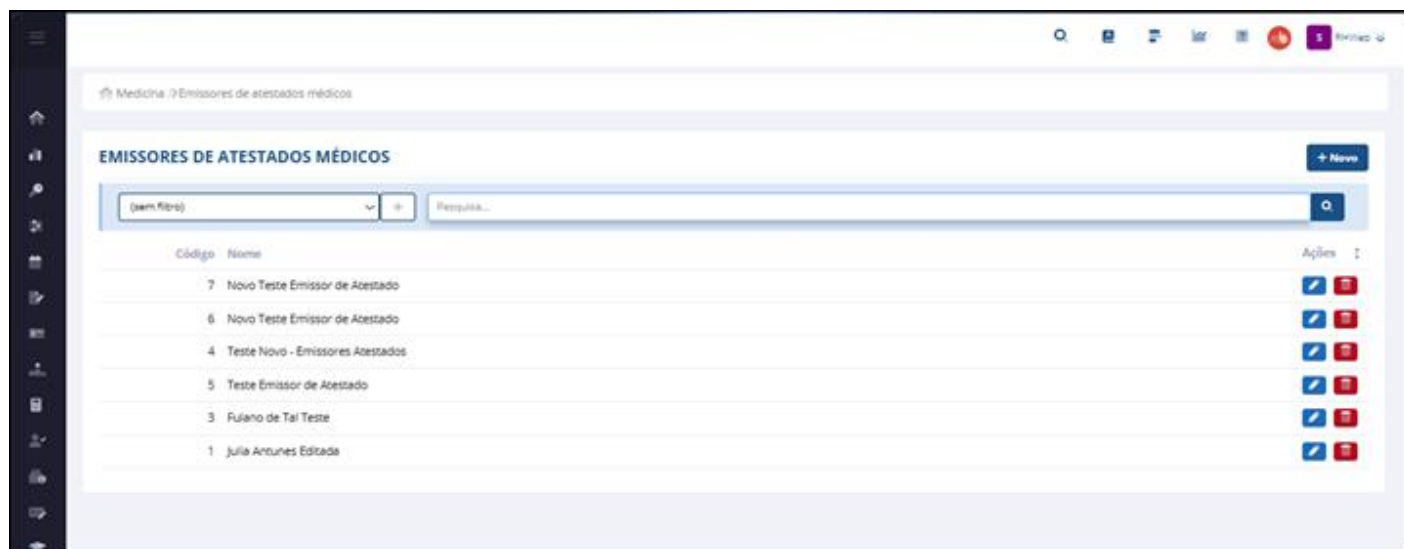 S
Medicina > Emissores de atestados médicos
EMISSORES DE ATESTADOS MÉDICOS
+ Novo
(sem filtro)
+
Pesquisa...
Código Nome Ações
7 Novo Teste Emissor de Atestado
6 Novo Teste Emissor de Atestado
4 Teste Novo - Emissores Atestados
5 Teste Emissor de Atestado
3 Fulano de Tal Teste
1 Julia Antunes Editada